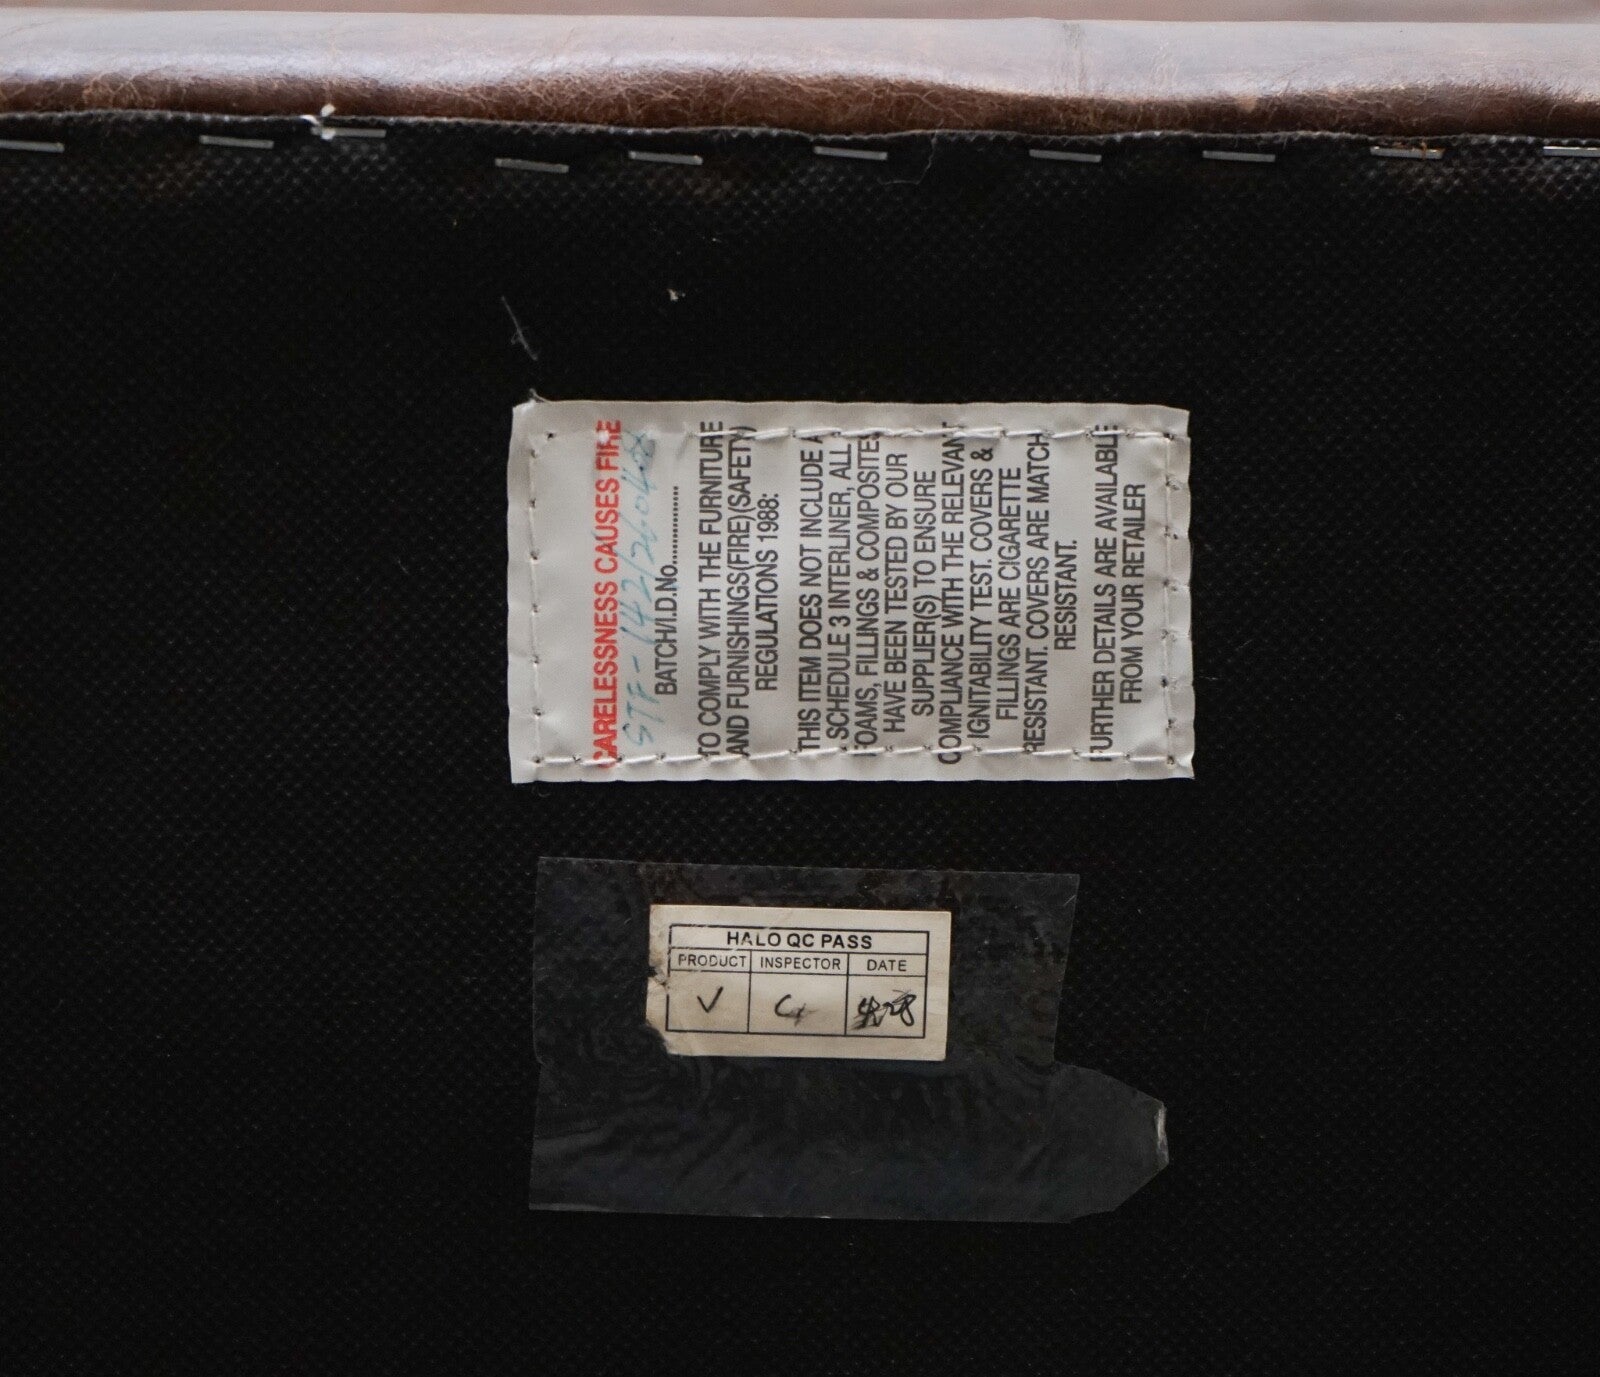 CARELESSNESS CAUSES FIRE
BATCH/I.D.No...............
TO COMPLY WITH THE FURNITURE
AND FURNISHINGS(FIRE)(SAFETY)
REGULATIONS 1988:
THIS ITEM DOES NOT INCLUDE A
SCHEDULE 3 INTERLINER, ALL
FOAMS, FILLINGS & COMPOSITES
HAVE BEEN TESTED BY OUR
SUPPLIER(S) TO ENSURE
COMPLIANCE WITH THE RELEVANT
IGNITABILITY TEST. COVERS &
FILLINGS ARE CIGARETTE
RESISTANT. COVERS ARE MATCH
RESISTANT.
FURTHER DETAILS ARE AVAILABLE
FROM YOUR RETAILER
HALO QC PASS
PRODUCT INSPECTOR DATE